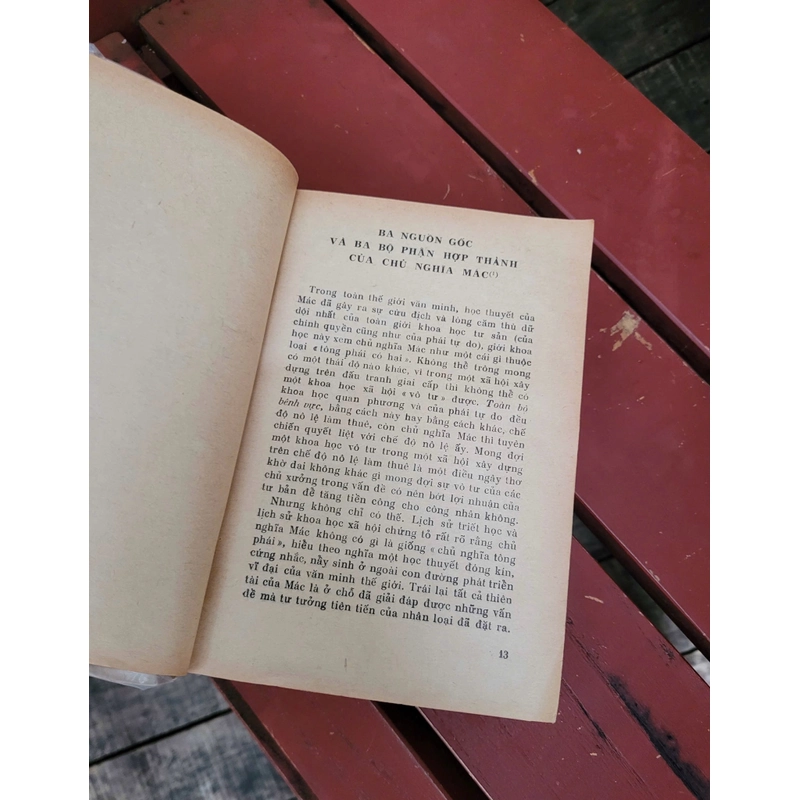 BA NGUỒN GỐC
VÀ BA BỘ PHẬN HỢP THÀNH
CỦA CHỦ NGHĨA MÁC(1)
Trong toàn thế giới văn minh, học thuyết của
Mác đã gây ra sự cừu địch và lòng căm thù dữ
dội nhất của toàn giới khoa học tư sản (của
chính quyền cũng như của phái tự do), giới khoa
học này xem chủ nghĩa Mác như một cái gì thuộc
loại « tông phái có hại ». Không thể trông mong
có một thái độ nào khác, vì trong một xã hội xây
dựng trên đấu tranh giai cấp thì không thể có
một khoa học xã hội « vô tư » được. Toàn bộ
khoa học quan phương và của phái tự do đều
bênh vực, bằng cách này hay bằng cách khác, chế
độ nô lệ làm thuê, còn chủ nghĩa Mác thì tuyên
chiến quyết liệt với chế độ nô lệ ấy. Mong đợi
một khoa học vô tư trong một xã hội xây dựng
trên chế độ nô lệ làm thuê là một điều ngây thơ
khờ dại không khác gì mong đợi sự vô tư của các
chủ xưởng trong vấn đề có nên bớt lợi nhuận của
tư bản để tăng tiền công cho công nhân không.
Nhưng không chỉ có thế. Lịch sử triết học và
lịch sử khoa học xã hội chứng tỏ rất rõ rằng chủ
nghĩa Mác không có gì là giống « chủ nghĩa tông
phái », hiểu theo nghĩa một học thuyết đóng kín,
cứng nhắc, nẩy sinh ở ngoài con đường phát triển
vĩ đại của văn minh thế giới. Trái lại tất cả thiên
tài của Mác là ở chỗ đã giải đáp được những vấn
đề mà tư tưởng tiên tiến của nhân loại đã đặt ra.
13